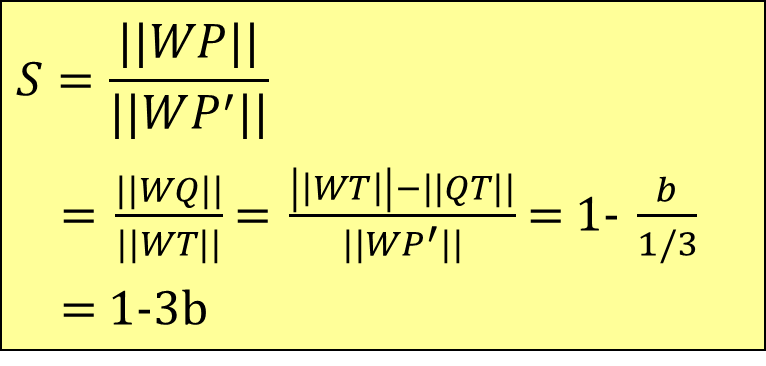 S = ||WP|| / ||WP′||
= ||WQ|| / ||WT|| = ||WT||−||QT|| / ||WP′|| = 1- b / 1/3
= 1-3b